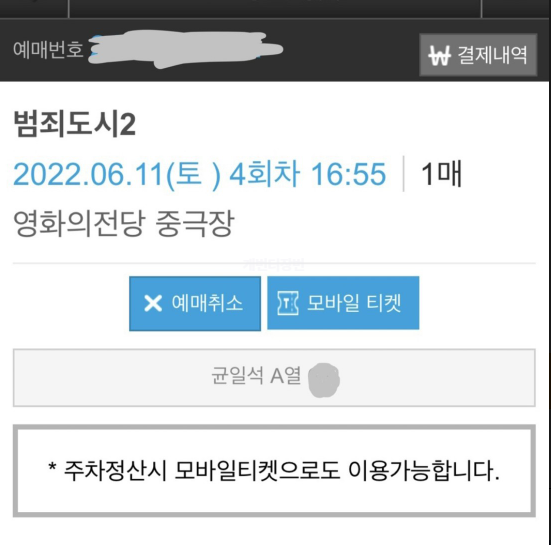 예매번호
₩ 결제내역
범죄도시2
2022.06.11(토 ) 4회차 16:55 | 1매
영화의전당 중극장
예매취소 모바일 티켓
균일석 A열
* 주차정산시 모바일티켓으로도 이용가능합니다.